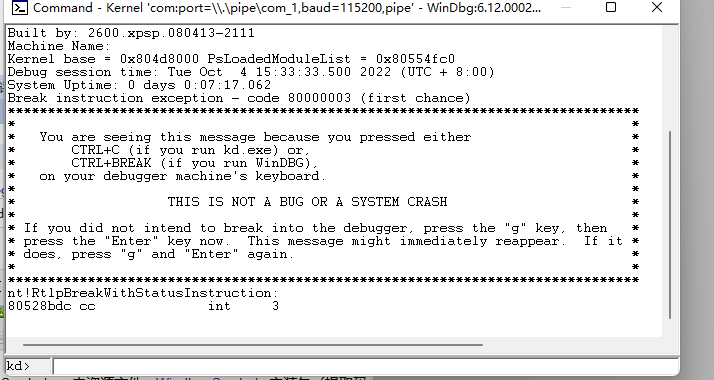 Command - Kernel 'com:port=\\.\pipe\com_1,baud=115200,pipe' - WinDbg:6.12.0002...
Built by: 2600.xpsp.080413-2111
Machine Name:
Kernel base = 0x804d8000 PsLoadedModuleList = 0x80554fc0
Debug session time: Tue Oct  4 15:33:33.500 2022 (UTC + 8:00)
System Uptime: 0 days 0:07:17.062
Break instruction exception - code 80000003 (first chance)
*******************************************************************************
*                                                                             *
*   You are seeing this message because you pressed either                    *
*       CTRL+C (if you run kd.exe) or,                                        *
*       CTRL+BREAK (if you run WinDBG),                                       *
*   on your debugger machine's keyboard.                                      *
*                                                                             *
*                   THIS IS NOT A BUG OR A SYSTEM CRASH                       *
*                                                                             *
* If you did not intend to break into the debugger, press the "g" key, then   *
* press the "Enter" key now.  This message might immediately reappear.  If it *
* does, press "g" and "Enter" again.                                          *
*                                                                             *
*******************************************************************************
nt!RtlpBreakWithStatusInstruction:
80528bdc cc              int     3
kd>